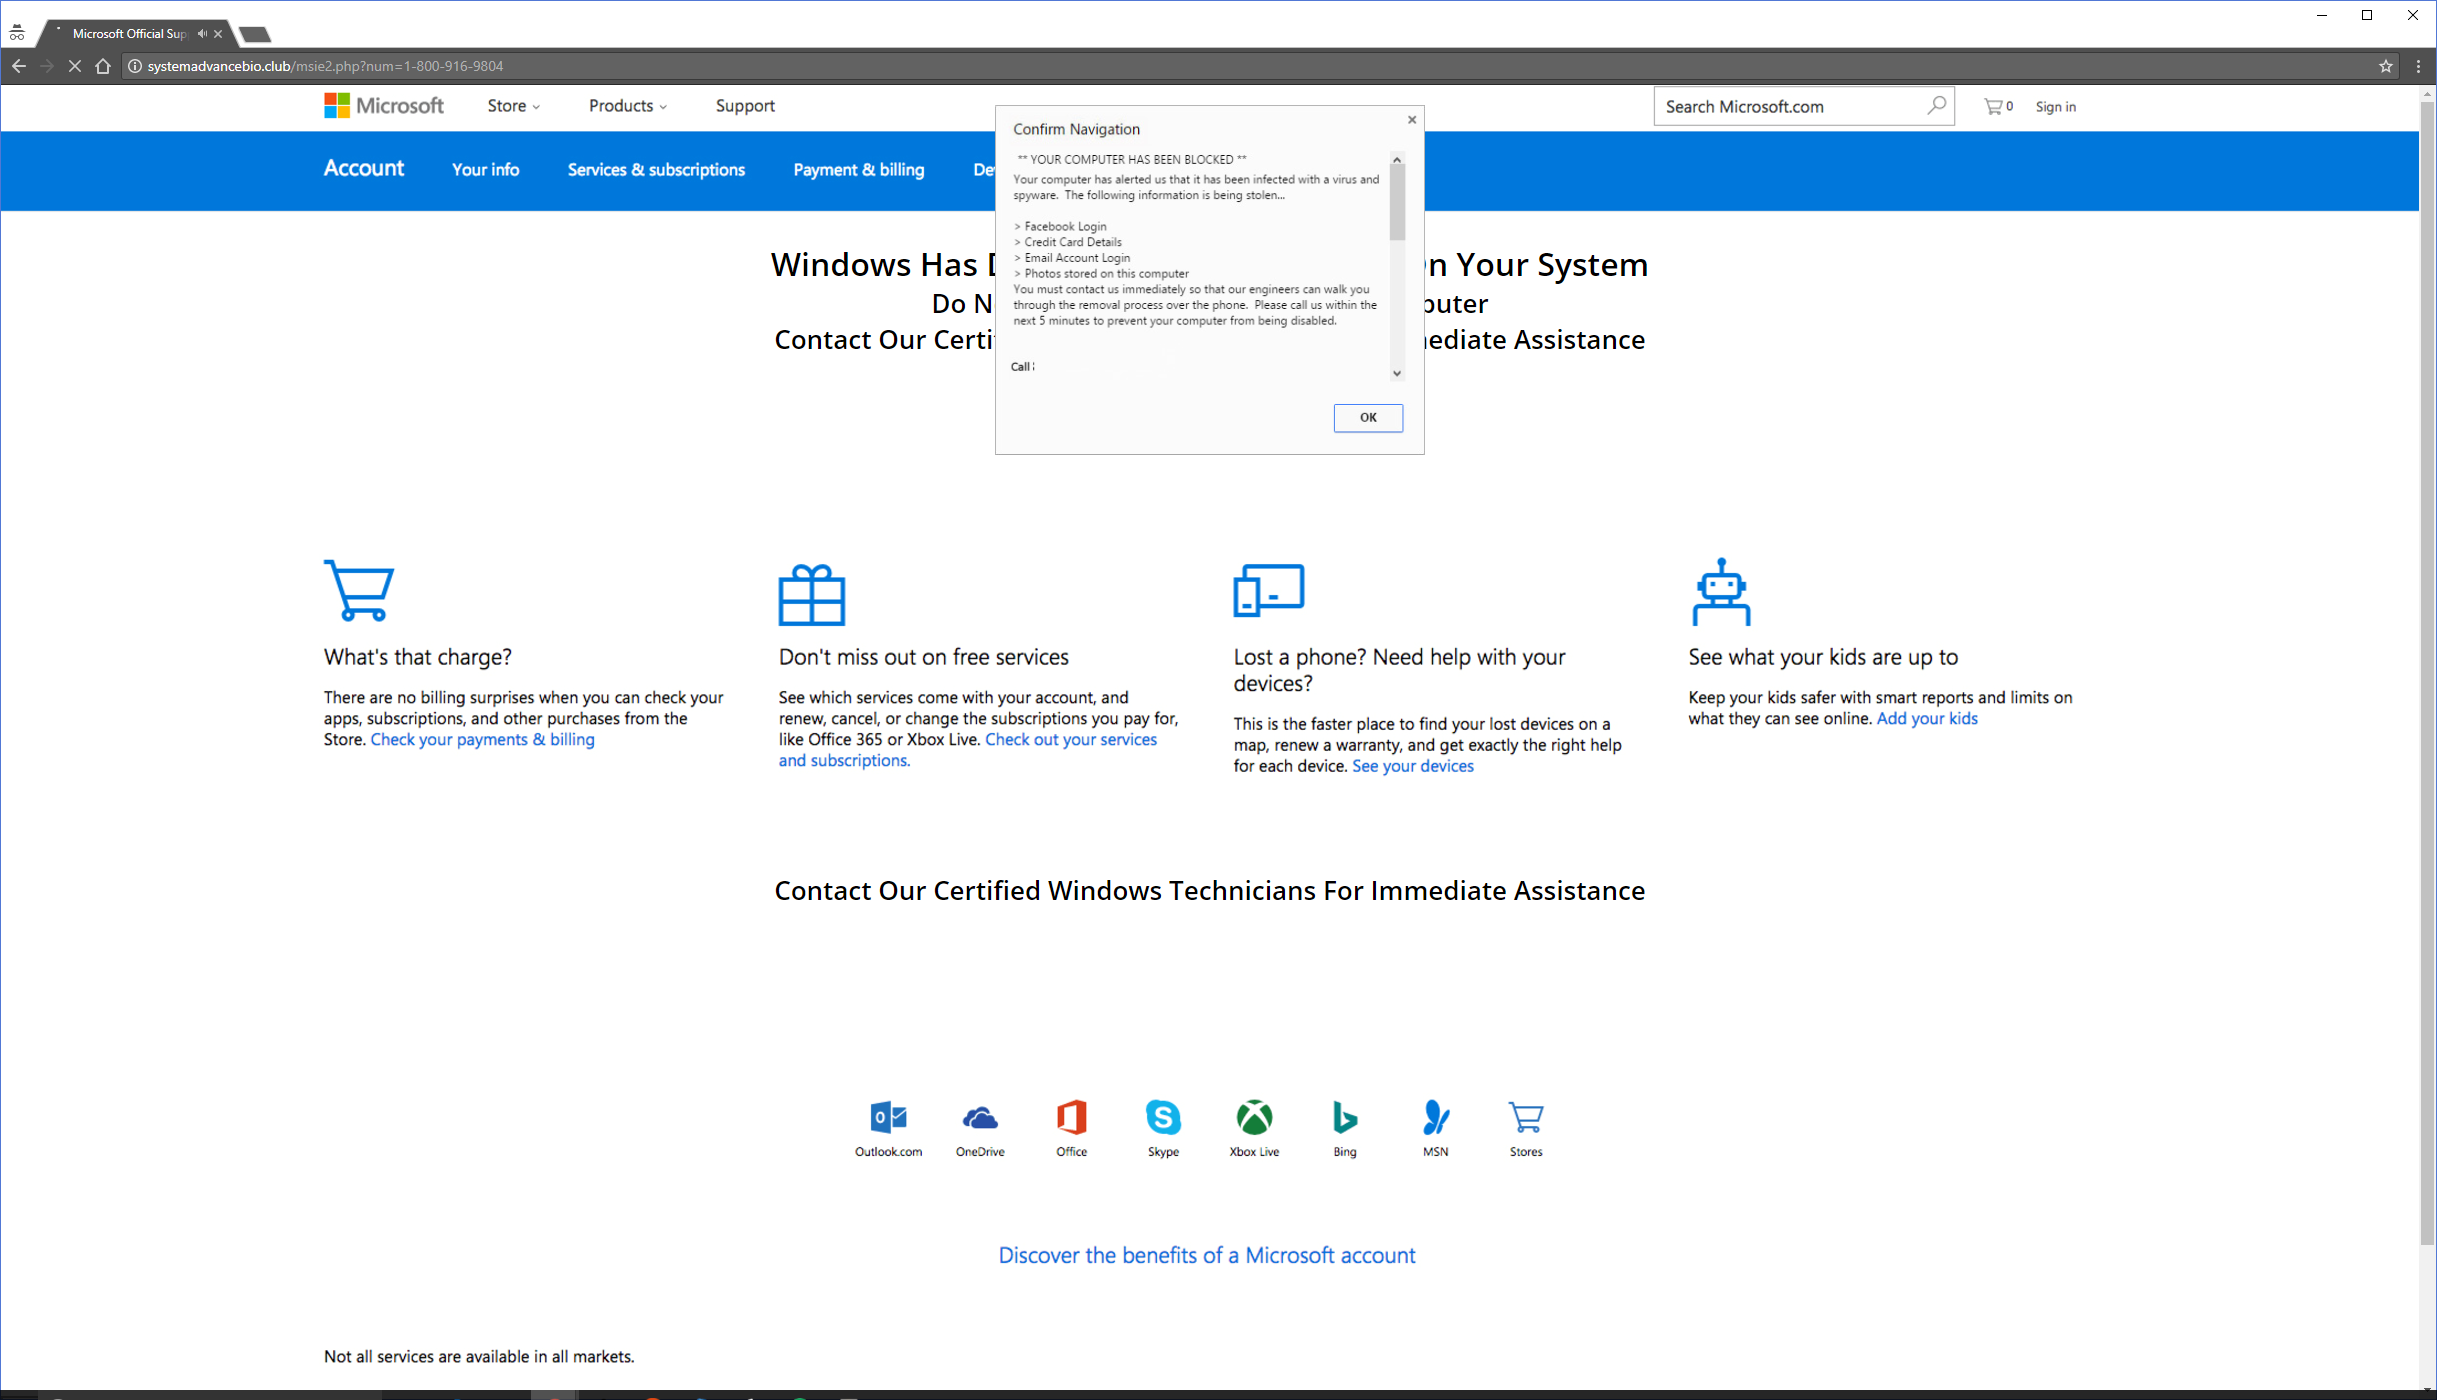 Microsoft Official Sup
systemadvancebio.club/msie2.php?num=1-800-916-9804
Microsoft
Store
Products
Support
Search Microsoft.com
0
Sign in
Account
Your info
Services & subscriptions
Payment & billing
De
Confirm Navigation
** YOUR COMPUTER HAS BEEN BLOCKED **
Your computer has alerted us that it has been infected with a virus and
spyware. The following information is being stolen...
> Facebook Login
> Credit Card Details
> Email Account Login
> Photos stored on this computer
You must contact us immediately so that our engineers can walk you
through the removal process over the phone. Please call us within the
next 5 minutes to prevent your computer from being disabled.
Call :
OK
Windows Has D n Your System
Do N puter
Contact Our Certi ediate Assistance
What's that charge?
There are no billing surprises when you can check your
apps, subscriptions, and other purchases from the
Store. Check your payments & billing
Don't miss out on free services
See which services come with your account, and
renew, cancel, or change the subscriptions you pay for,
like Office 365 or Xbox Live. Check out your services
and subscriptions.
Lost a phone? Need help with your
devices?
This is the faster place to find your lost devices on a
map, renew a warranty, and get exactly the right help
for each device. See your devices
See what your kids are up to
Keep your kids safer with smart reports and limits on
what they can see online. Add your kids
Contact Our Certified Windows Technicians For Immediate Assistance
Outlook.com
OneDrive
Office
Skype
Xbox Live
Bing
MSN
Stores
Discover the benefits of a Microsoft account
Not all services are available in all markets.